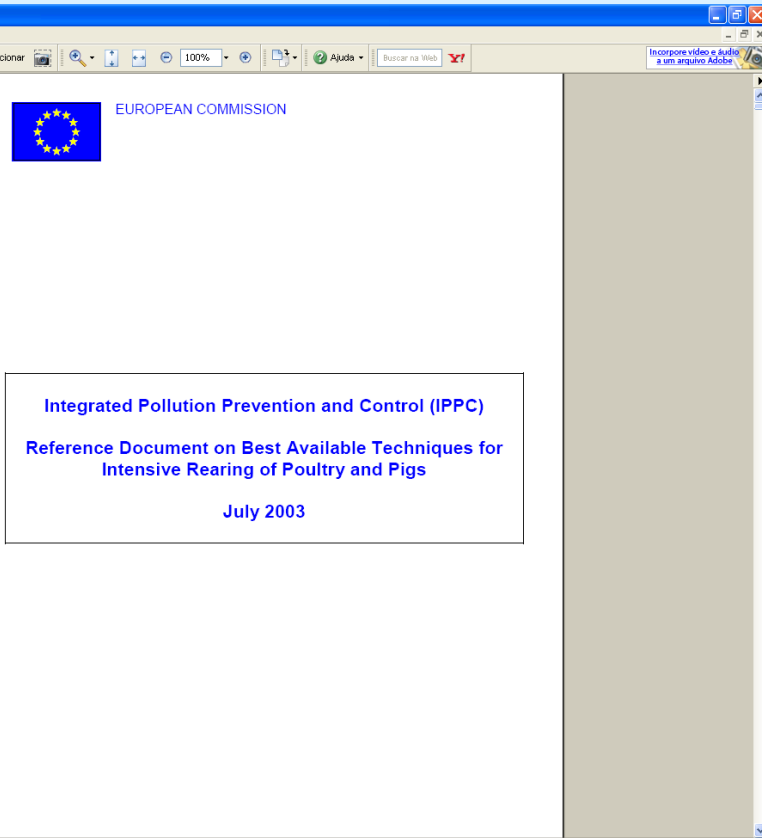 cionar
100%
Ajuda
Buscar na Web
Y!
Incorpore vídeo e áudio
a um arquivo Adobe
EUROPEAN COMMISSION
Integrated Pollution Prevention and Control (IPPC)
Reference Document on Best Available Techniques for
Intensive Rearing of Poultry and Pigs
July 2003